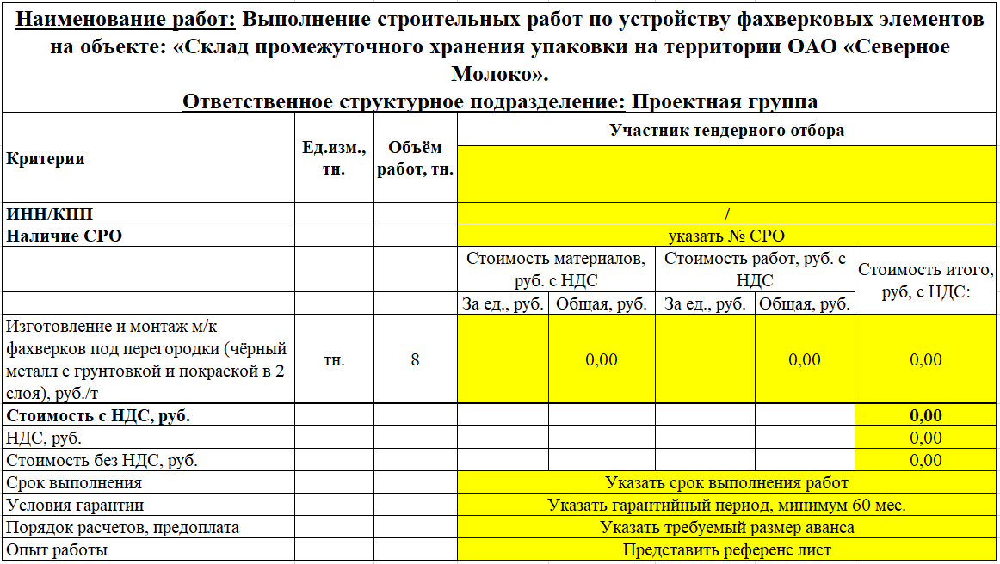 Наименование работ: Выполнение строительных работ по устройству фахверковых элементов
на объекте: «Склад промежуточного хранения упаковки на территории ОАО «Северное
Молоко».
Ответственное структурное подразделение: Проектная группа
Критерии
Ед.изм.,
тн.
Объём
работ, тн.
Участник тендерного отбора
ИНН/КПП
/
Наличие СРО
указать № СРО
Стоимость материалов,
руб. с НДС
Стоимость работ, руб. с
НДС
Стоимость итого,
руб, с НДС:
За ед., руб.
Общая, руб.
За ед., руб.
Общая, руб.
Изготовление и монтаж м/к
фахверков под перегородки (чёрный
металл с грунтовкой и покраской в 2
слоя), руб./т
тн.
8
0,00
0,00
0,00
Стоимость с НДС, руб.
0,00
НДС, руб.
0,00
Стоимость без НДС, руб.
0,00
Срок выполнения
Указать срок выполнения работ
Условия гарантии
Указать гарантийный период, минимум 60 мес.
Порядок расчетов, предоплата
Указать требуемый размер аванса
Опыт работы
Представить референс лист